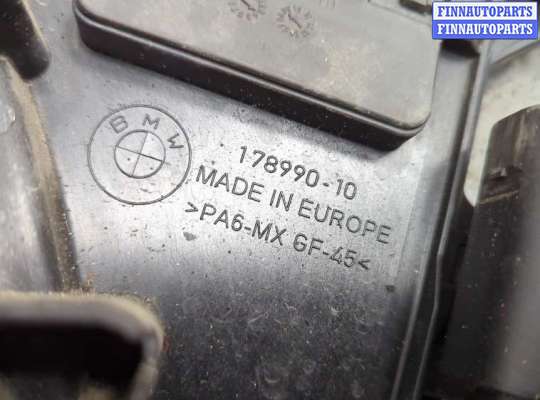 FINNAUTOPARTS
FINNAUTOPARTS
BMW
178990-10
MADE IN EUROPE
>PA6-MX GF-45<